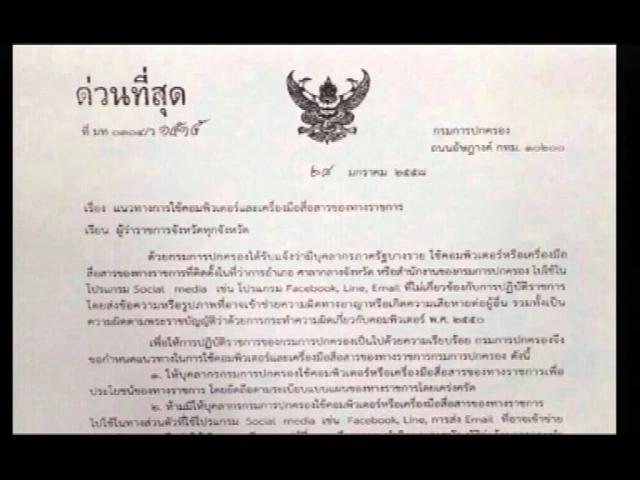 ด่วนที่สุด
ที่ มท ๐๓๐๔/ว
กรมการปกครอง
ถนนอัษฎางค์ กทม. ๑๐๒๐๐
๒๙ มกราคม ๒๕๕๘
เรื่อง แนวทางการใช้คอมพิวเตอร์และเครื่องมือสื่อสารของทางราชการ
เรียน ผู้ว่าราชการจังหวัดทุกจังหวัด
ด้วยกรมการปกครองได้รับแจ้งว่ามีบุคลากรภาครัฐบางราย ใช้คอมพิวเตอร์หรือเครื่องมือ
สื่อสารของทางราชการที่ติดตั้งในที่ว่าการอำเภอ ศาลากลางจังหวัด หรือสำนักงานของกรมการปกครอง ไปใช้ใน
โปรแกรม Social media เช่น โปรแกรม Facebook, Line, Email ที่ไม่เกี่ยวข้องกับการปฏิบัติราชการ
โดยส่งข้อความหรือรูปภาพที่อาจเข้าข่ายความผิดทางอาญาหรือเกิดความเสียหายต่อผู้อื่น รวมทั้งเป็น
ความผิดตามพระราชบัญญัติว่าด้วยการกระทำความผิดเกี่ยวกับคอมพิวเตอร์ พ.ศ. ๒๕๕๐
เพื่อให้การปฏิบัติราชการของกรมการปกครองเป็นไปด้วยความเรียบร้อย กรมการปกครองจึง
ขอกำหนดแนวทางในการใช้คอมพิวเตอร์และเครื่องมือสื่อสารของทางราชการกรมการปกครอง ดังนี้
๑. ให้บุคลากรกรมการปกครองใช้คอมพิวเตอร์หรือเครื่องมือสื่อสารของทางราชการเพื่อ
ประโยชน์ของทางราชการ โดยยึดถือตามระเบียบแบบแผนของทางราชการโดยเคร่งครัด
๒. ห้ามมิให้บุคลากรกรมการปกครองใช้คอมพิวเตอร์หรือเครื่องมือสื่อสารของทางราชการ
ไปใช้ในทางส่วนตัวที่ใช้โปรแกรม Social media เช่น Facebook, Line, การส่ง Email ที่อาจเข้าข่าย